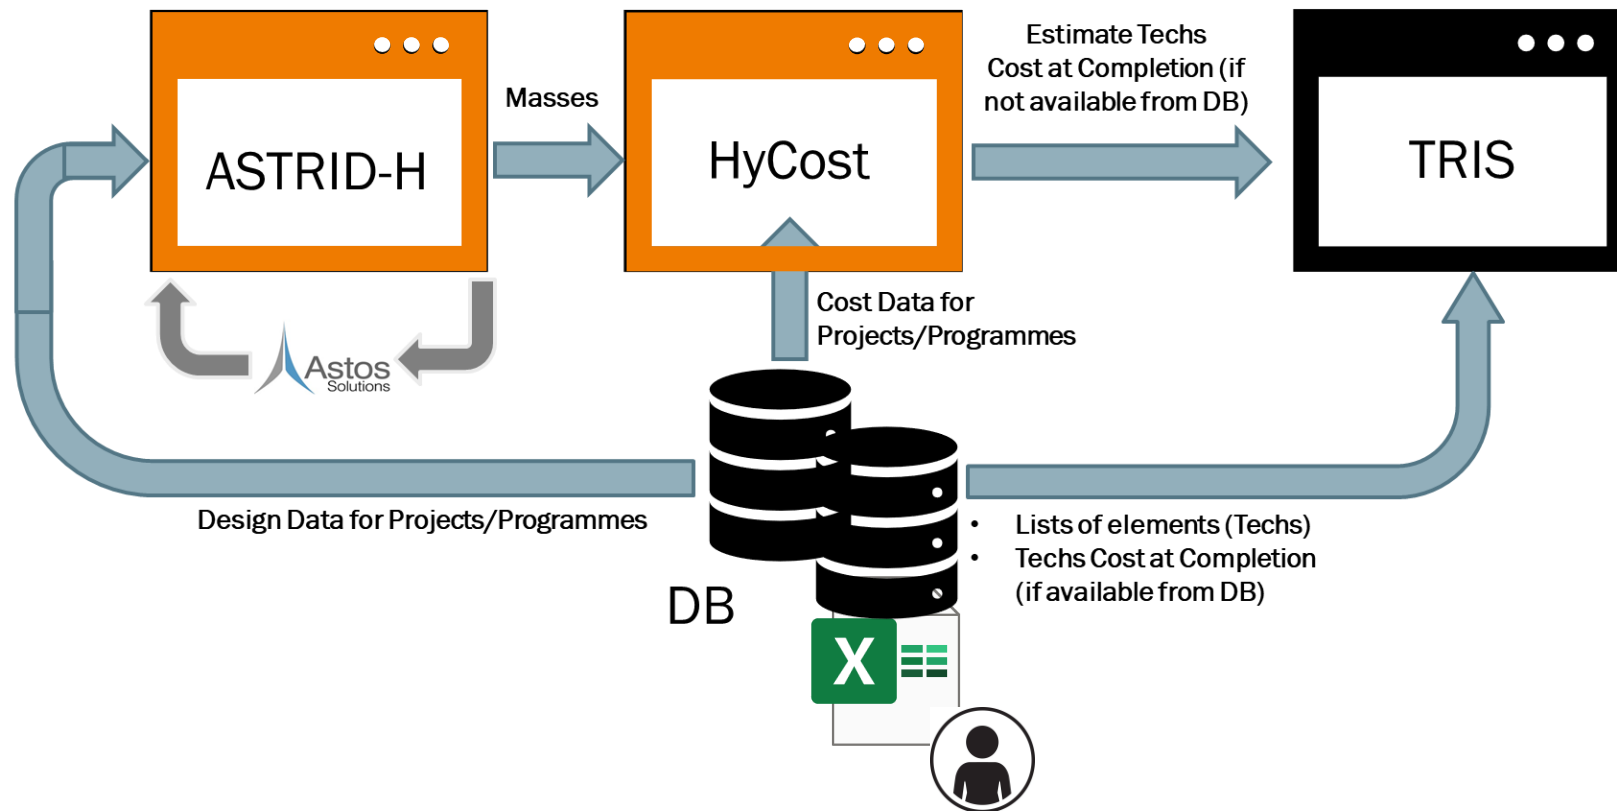 Estimate Techs
Cost at Completion (if
not available from DB)
Masses
ASTRID-H
HyCost
TRIS
Astos
Solutions
Cost Data for
Projects/Programmes
Design Data for Projects/Programmes
• Lists of elements (Techs)
• Techs Cost at Completion
(if available from DB)
DB
X